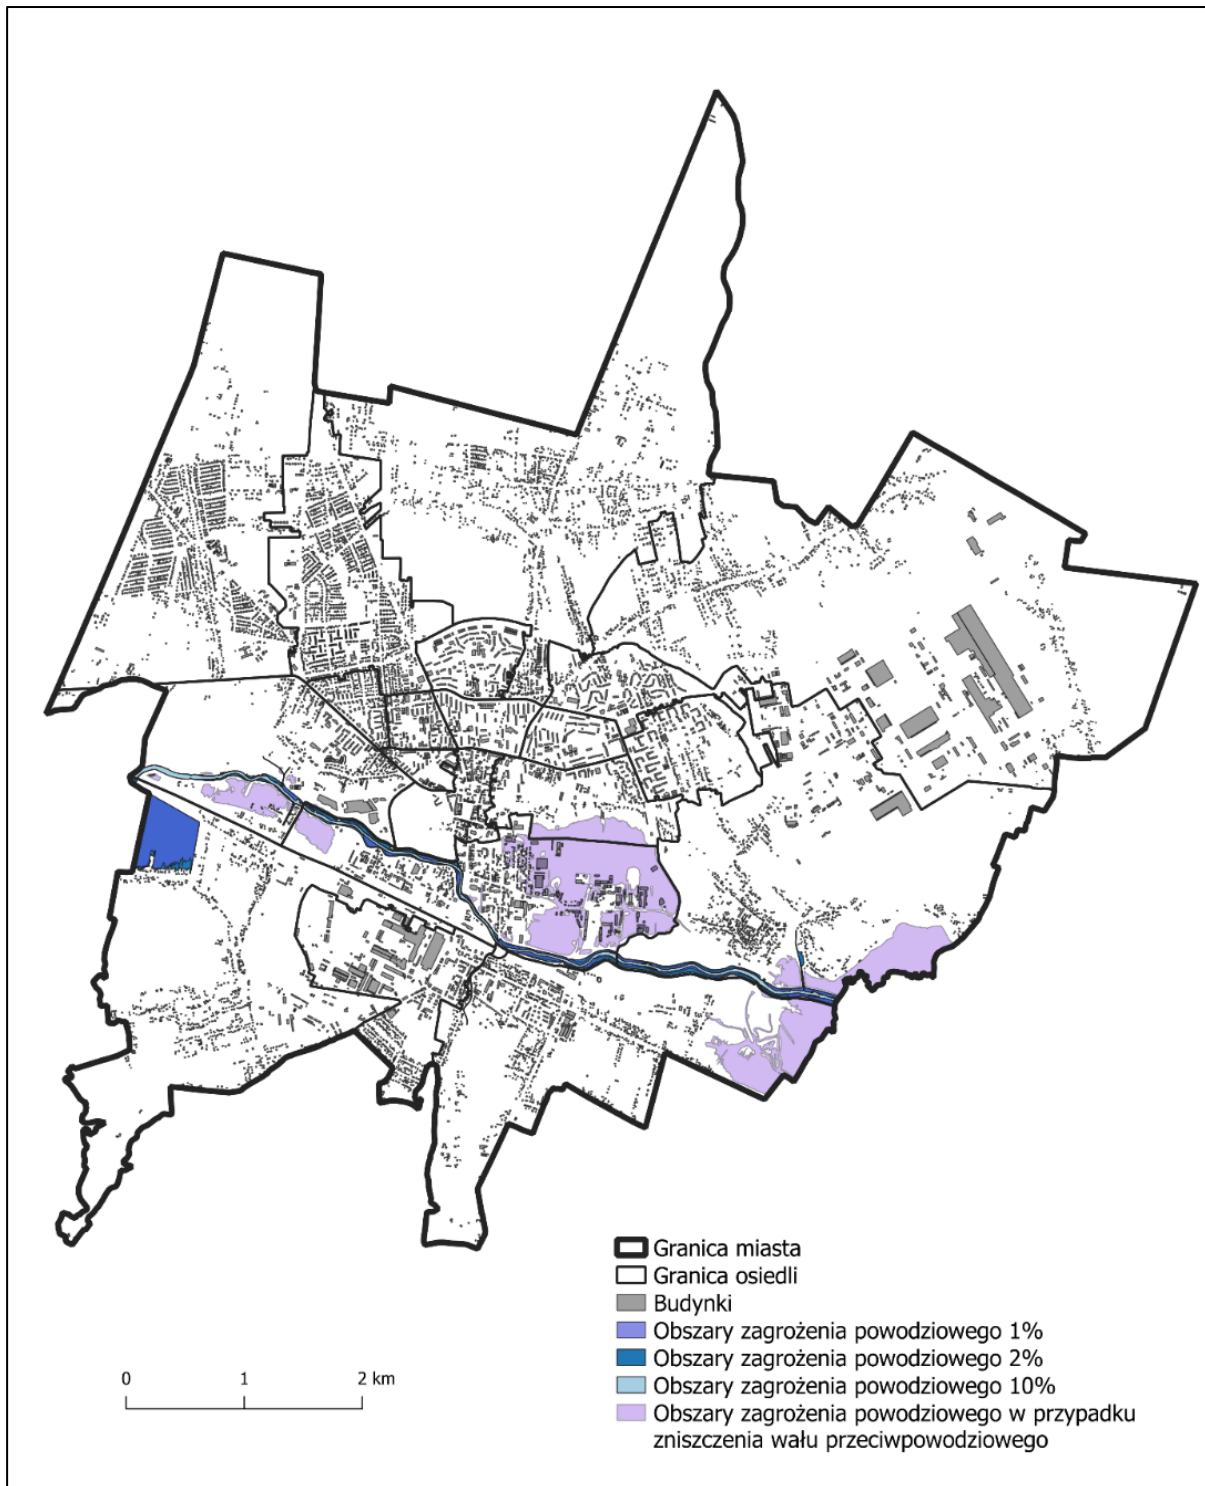 Granica miasta
Granica osiedli
Budynki
Obszary zagrożenia powodziowego 1%
Obszary zagrożenia powodziowego 2%
Obszary zagrożenia powodziowego 10%
Obszary zagrożenia powodziowego w przypadku
zniszczenia wału przeciwpowodziowego
0 1 2 km